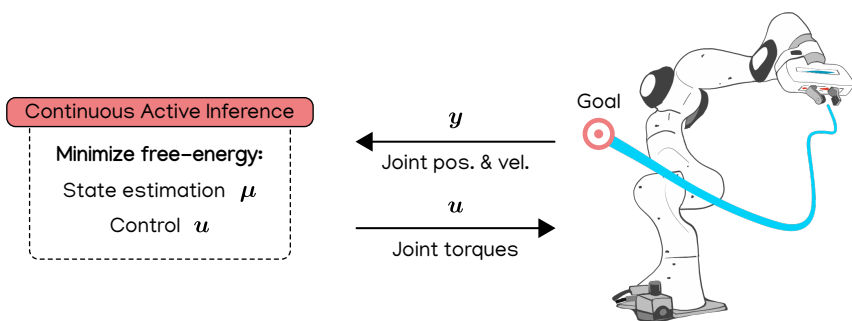 Continuous Active Inference
Minimize free-energy:
State estimation μ
Control u
y
Joint pos. & vel.
u
Joint torques
Goal